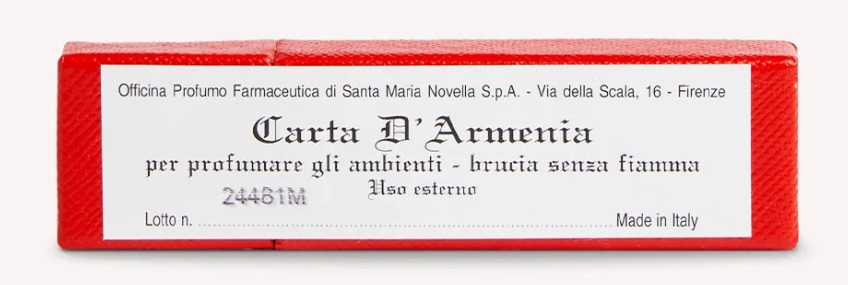 Officina Profumo Farmaceutica di Santa Maria Novella S.p.A. - Via della Scala, 16 - Firenze
Carta D'Armenia
per profumare gli ambienti - brucia senza fiamma
Uso esterno
244B1M
Lotto n. ........................................ Made in Italy